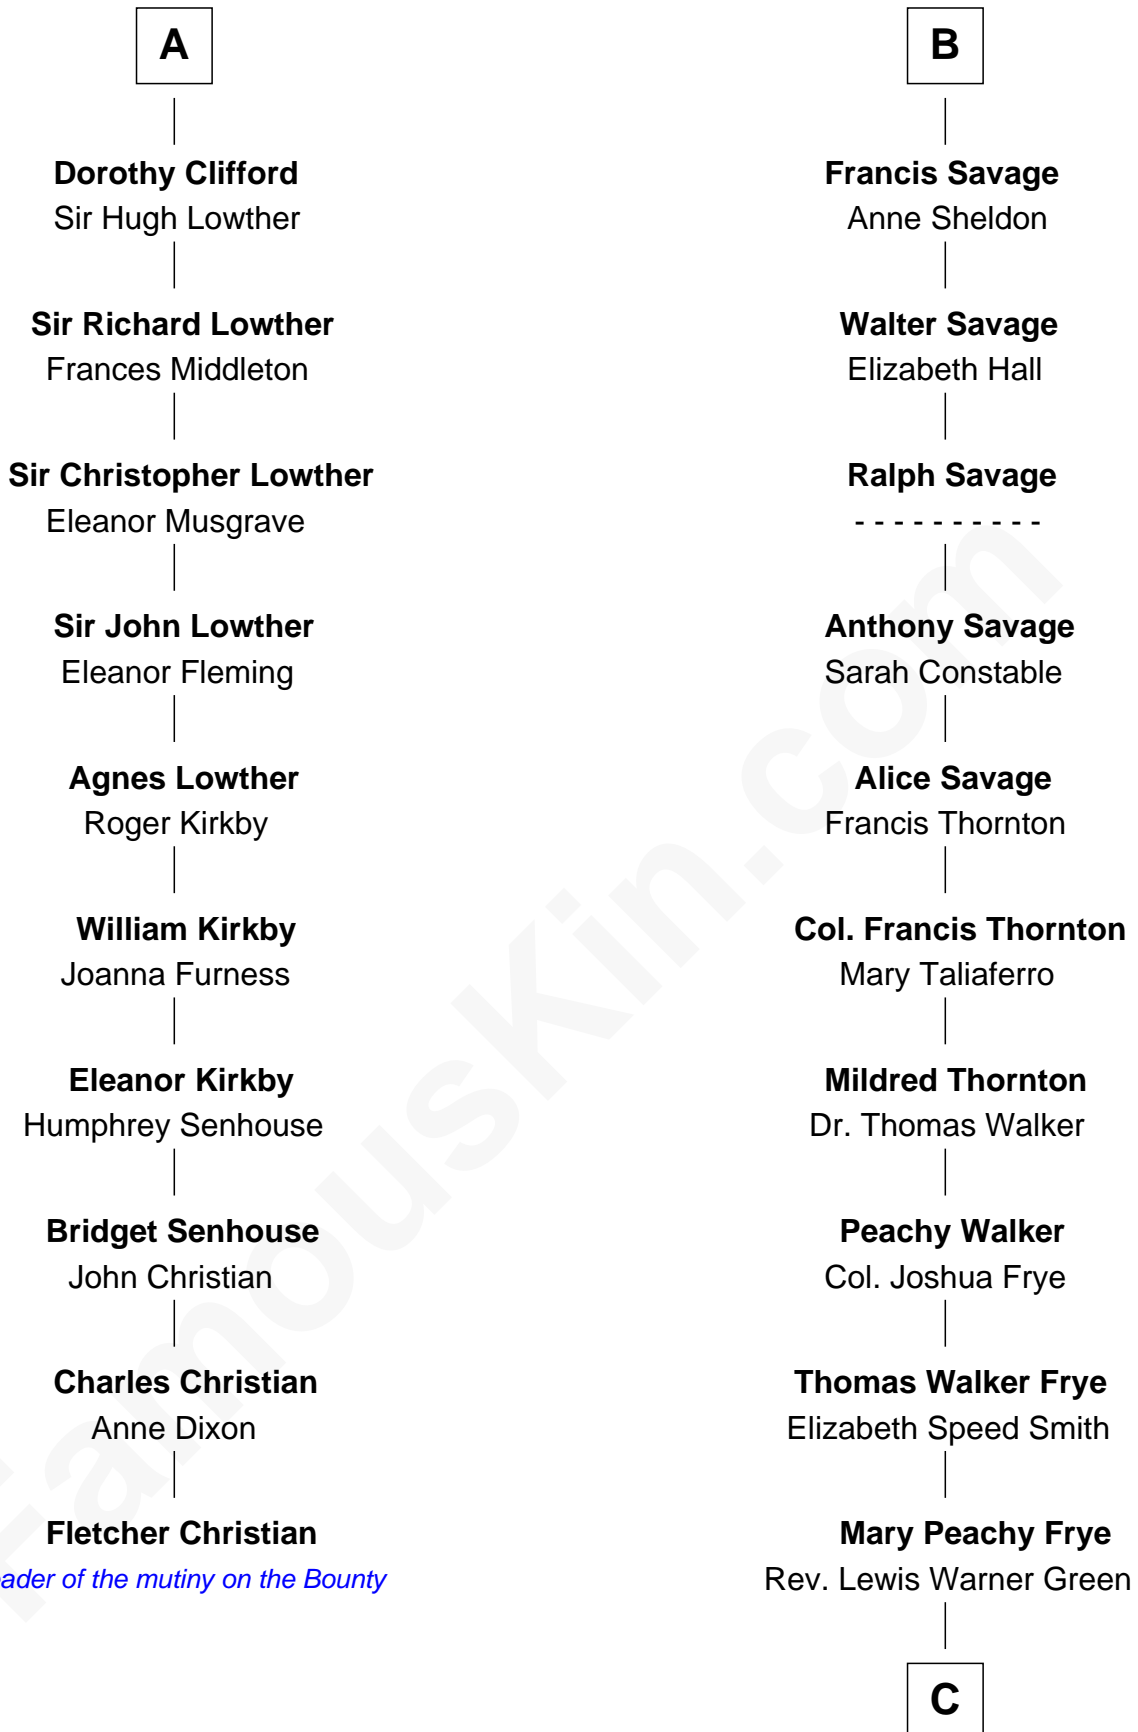 A
Dorothy Clifford
Sir Hugh Lowther
Sir Richard Lowther
Frances Middleton
Sir Christopher Lowther
Eleanor Musgrave
Sir John Lowther
Eleanor Fleming
Agnes Lowther
Roger Kirkby
William Kirkby
Joanna Furness
Eleanor Kirkby
Humphrey Senhouse
Bridget Senhouse
John Christian
Charles Christian
Anne Dixon
Fletcher Christian
of the mutiny on the Bounty
B
Francis Savage
Anne Sheldon
Walter Savage
Elizabeth Hall
Ralph Savage
- - - - - - - - - -
Anthony Savage
Sarah Constable
Alice Savage
Francis Thornton
Col. Francis Thornton
Mary Taliaferro
Mildred Thornton
Dr. Thomas Walker
Peachy Walker
Col. Joshua Frye
Thomas Walker Frye
Elizabeth Speed Smith
Mary Peachy Frye
Rev. Lewis Warner Green
C
FamousKin.com